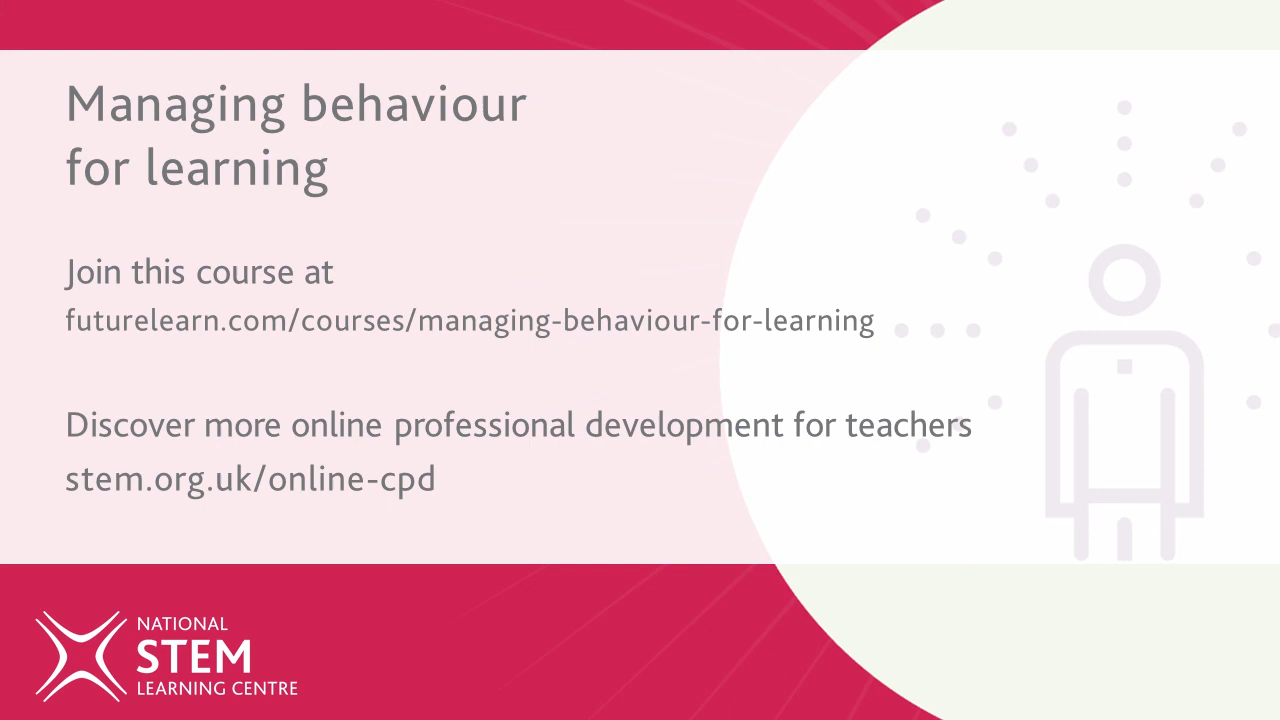 Managing behaviour
for learning
Join this course at
futurelearn.com/courses/managing-behaviour-for-learning
Discover more online professional development for teachers
stem.org.uk/online-cpd
NATIONAL
STEM
LEARNING CENTRE